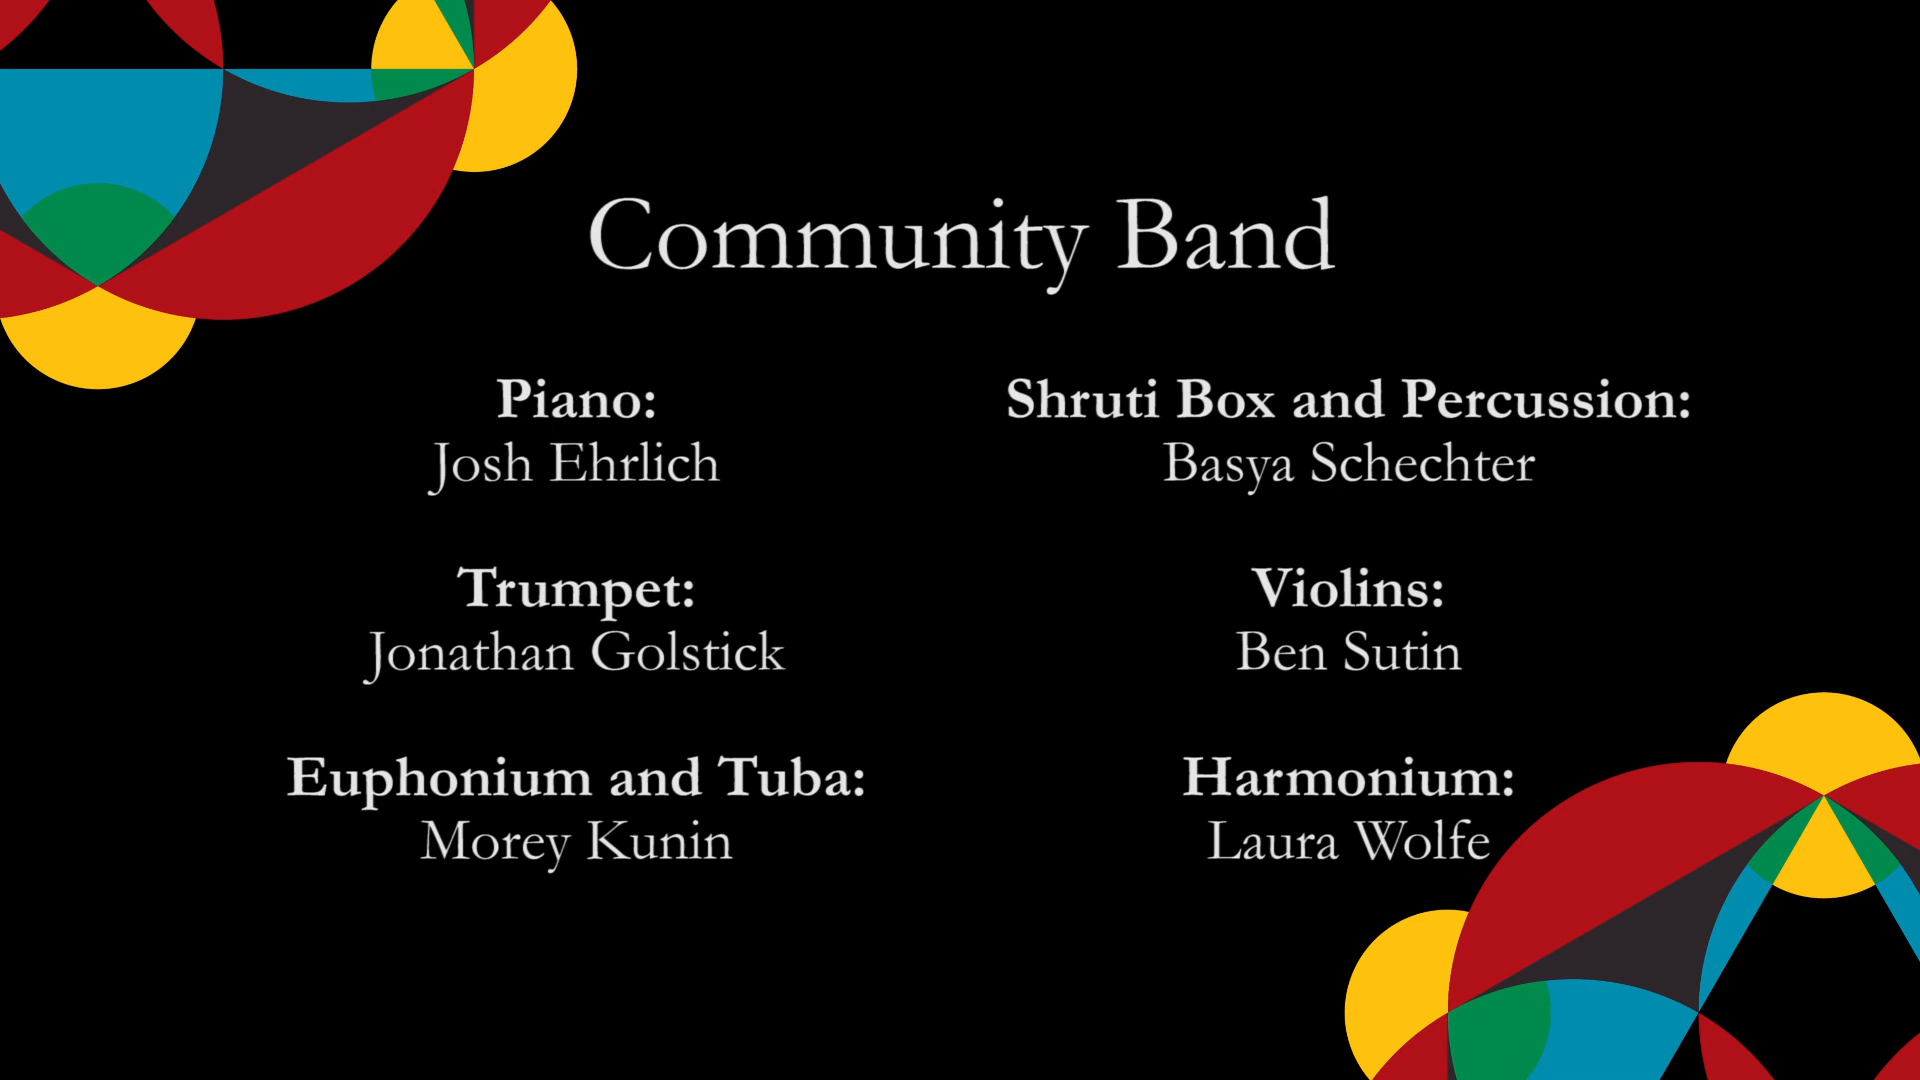 Community Band
Piano:
Josh Ehrlich
Trumpet:
Jonathan Golstick
Euphonium and Tuba:
Morey Kunin
Shruti Box and Percussion:
Basya Schechter
Violins:
Ben Sutin
Harmonium:
Laura Wolfe